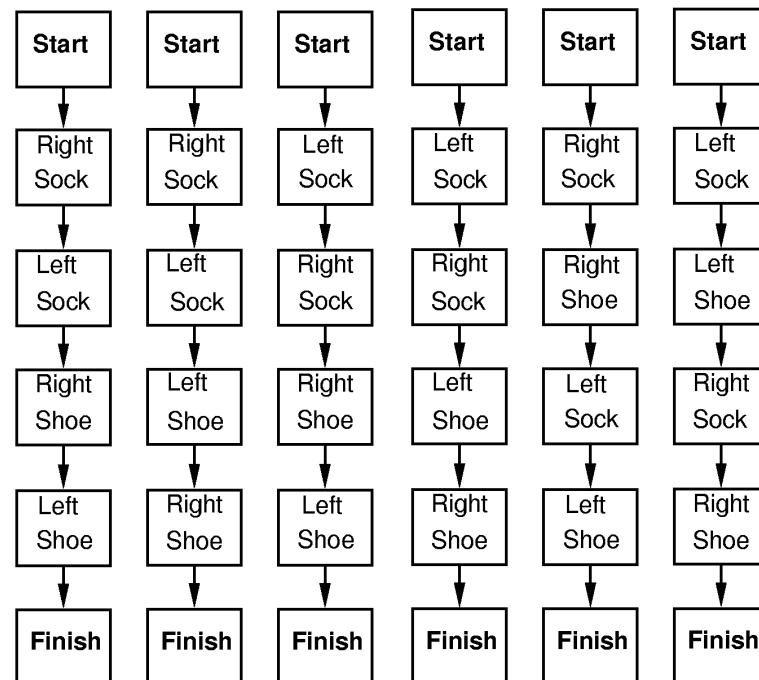 Start Start Start Start Start Start
Right Right Left Left Right Left
Sock Sock Sock Sock Sock Sock
Left Left Right Right Right Left
Sock Sock Sock Sock Shoe Shoe
Right Left Right Left Left Right
Shoe Shoe Shoe Shoe Sock Sock
Left Right Left Right Left Right
Shoe Shoe Shoe Shoe Shoe Shoe
Finish Finish Finish Finish Finish Finish